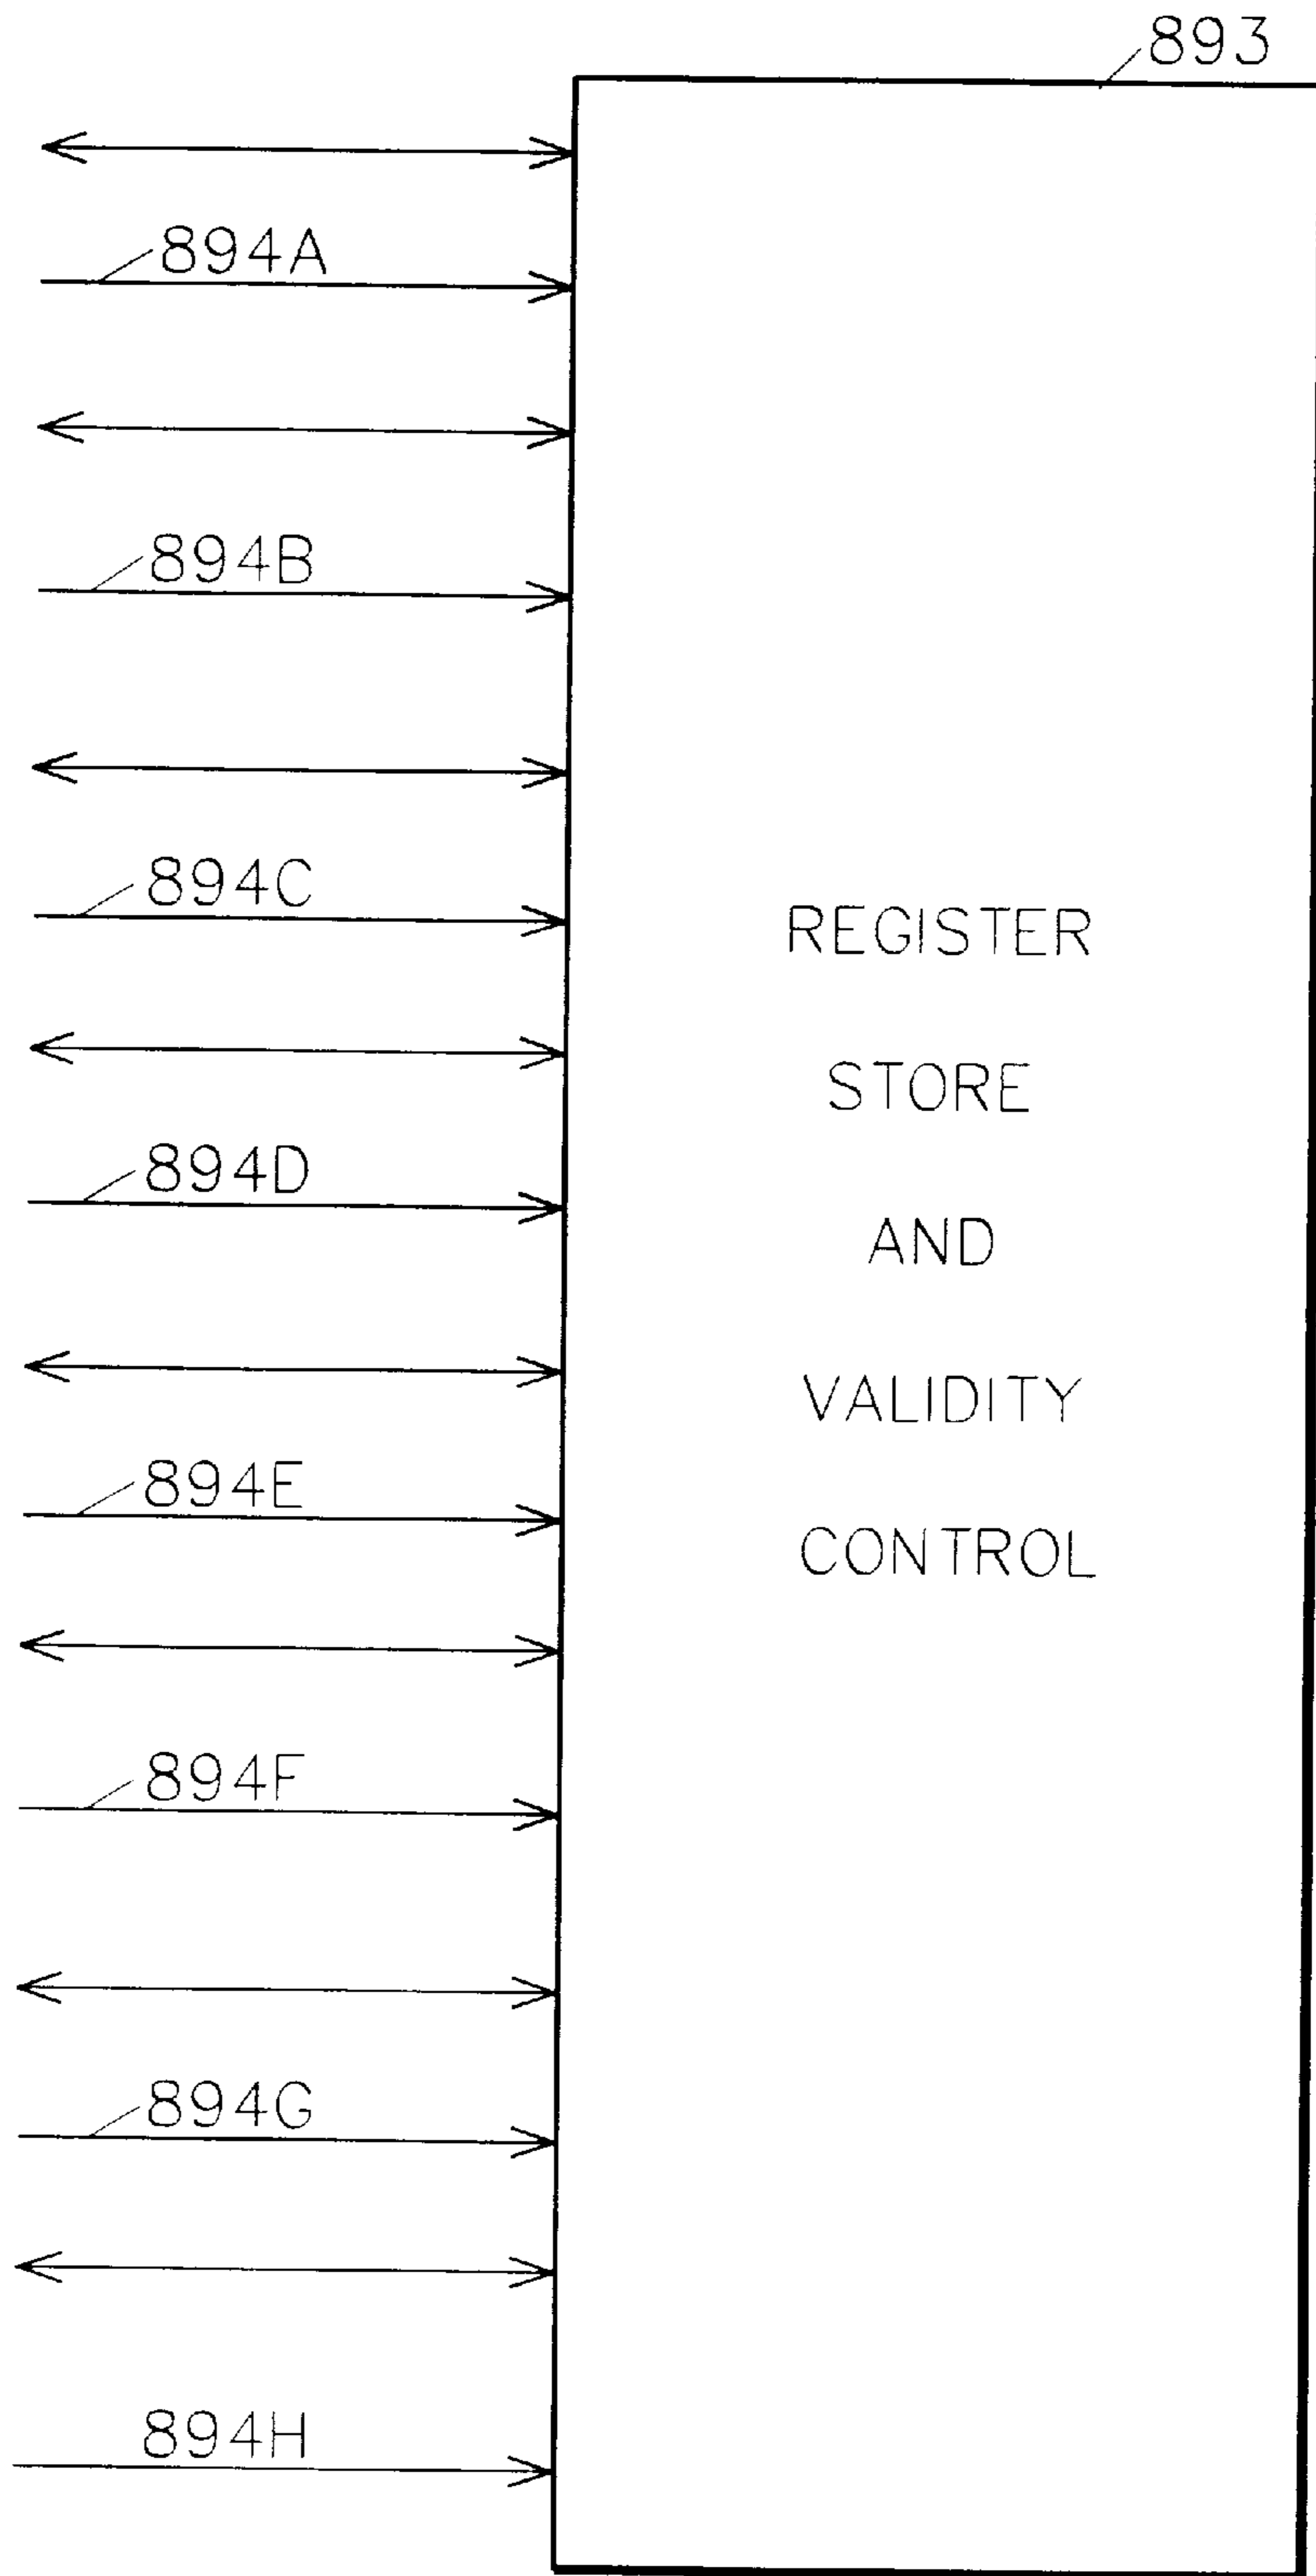 893
894A
894B
894C
REGISTER
STORE
894D
AND
VALIDITY
894E
CONTROL
894F
894G
894H